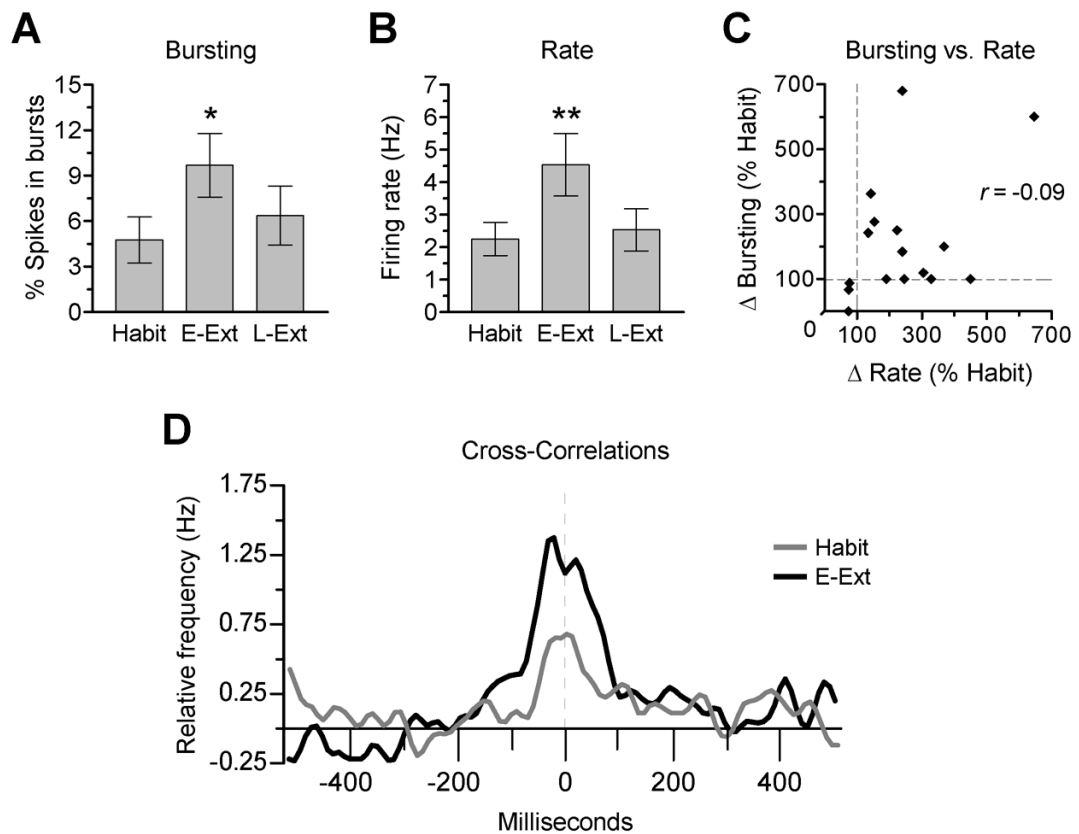 A
Bursting
% Spikes in bursts
15
12
9
6
3
0
*
Habit E-Ext L-Ext
B
Rate
Firing rate (Hz)
7
6
5
4
3
2
1
0
**
Habit E-Ext L-Ext
C
Bursting vs. Rate
Δ Bursting (% Habit)
700
500
300
100
0
r = -0.09
100 300 500 700
Δ Rate (% Habit)
D
Cross-Correlations
Relative frequency (Hz)
1.75
1.25
0.75
0.25
-0.25
Habit
E-Ext
-400 -200 0 200 400
Milliseconds